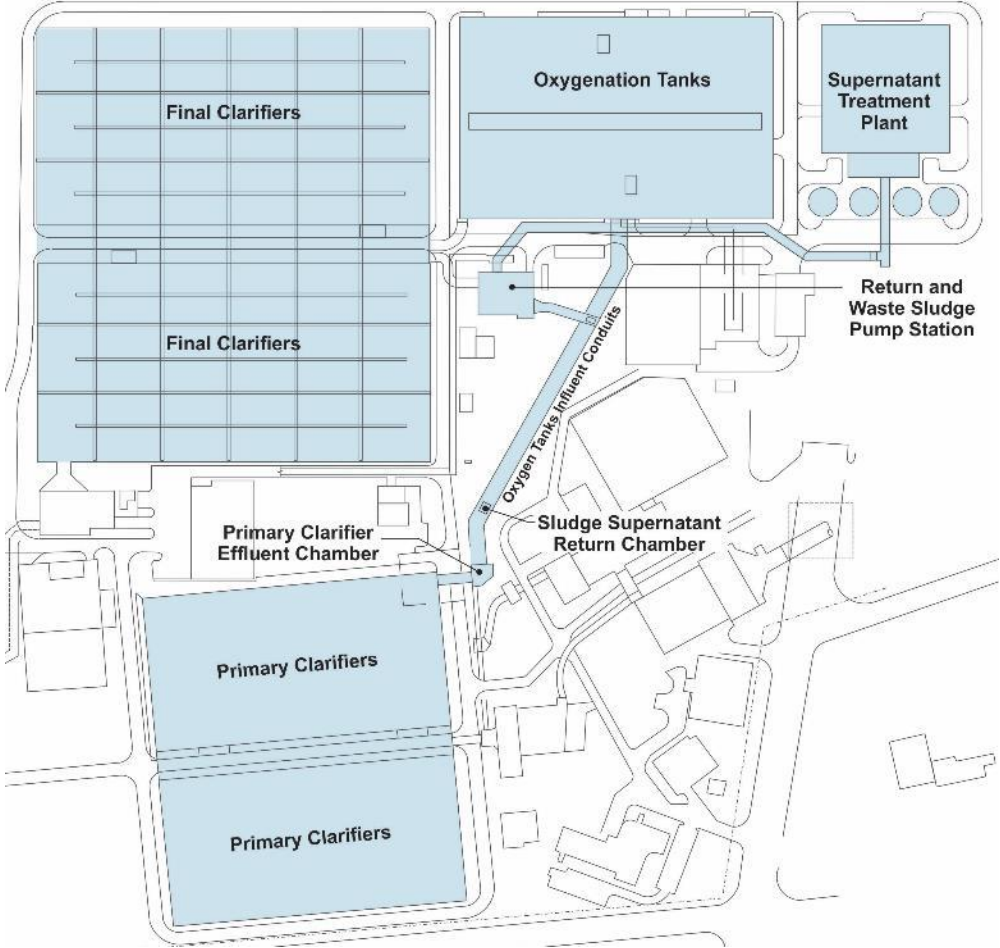 Final Clarifiers
Oxygenation Tanks
Supernatant
Treatment
Plant
Return and
Waste Sludge
Pump Station
Final Clarifiers
Oxygen Tanks Influent Conduits
Primary Clarifier
Effluent Chamber
Sludge Supernatant
Return Chamber
Primary Clarifiers
Primary Clarifiers